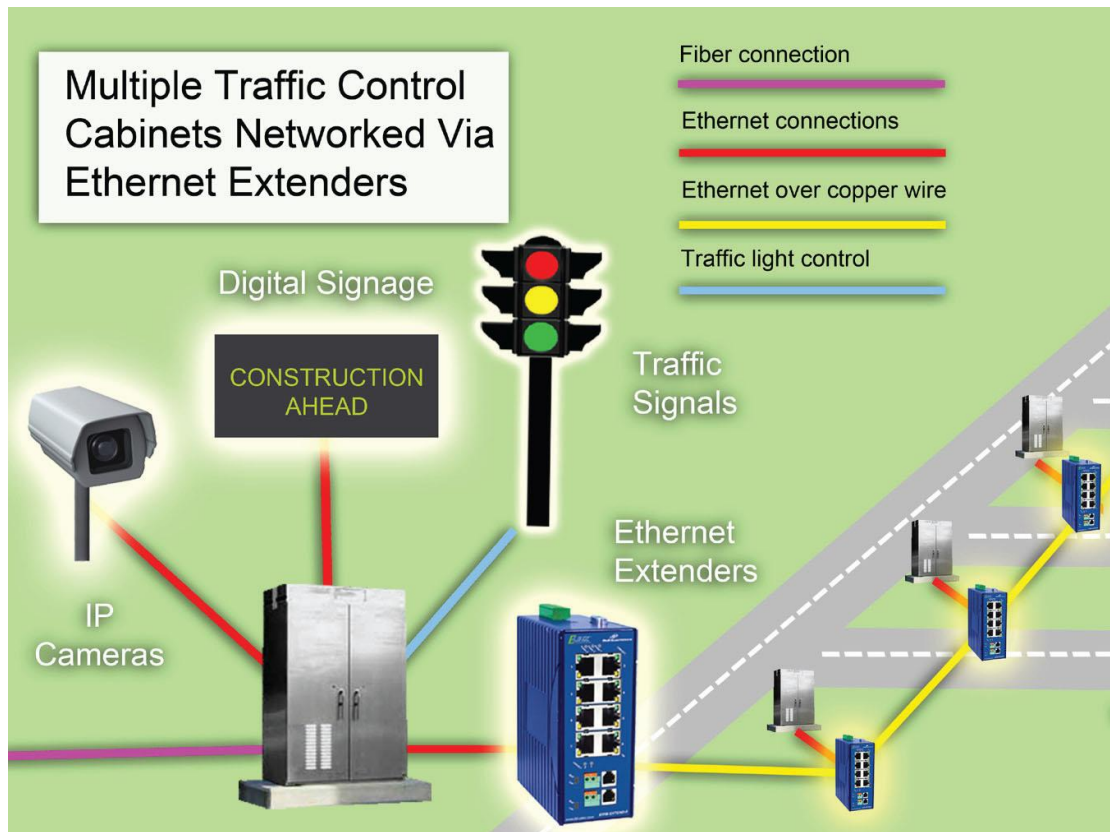 Multiple Traffic Control
Cabinets Networked Via
Ethernet Extenders
Fiber connection
Ethernet connections
Ethernet over copper wire
Traffic light control
Digital Signage
CONSTRUCTION
AHEAD
Traffic
Signals
IP
Cameras
Ethernet
Extenders